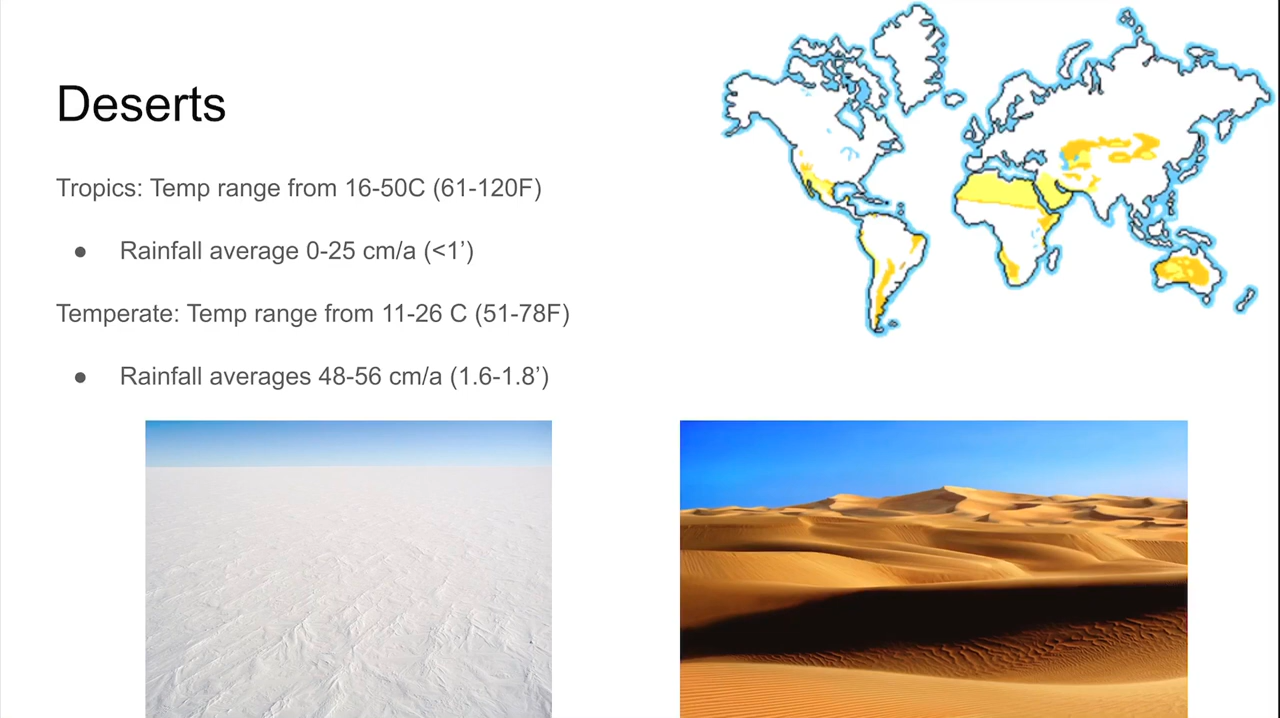 Deserts
Tropics: Temp range from 16-50C (61-120F)
● Rainfall average 0-25 cm/a (<1’)
Temperate: Temp range from 11-26 C (51-78F)
● Rainfall averages 48-56 cm/a (1.6-1.8’)